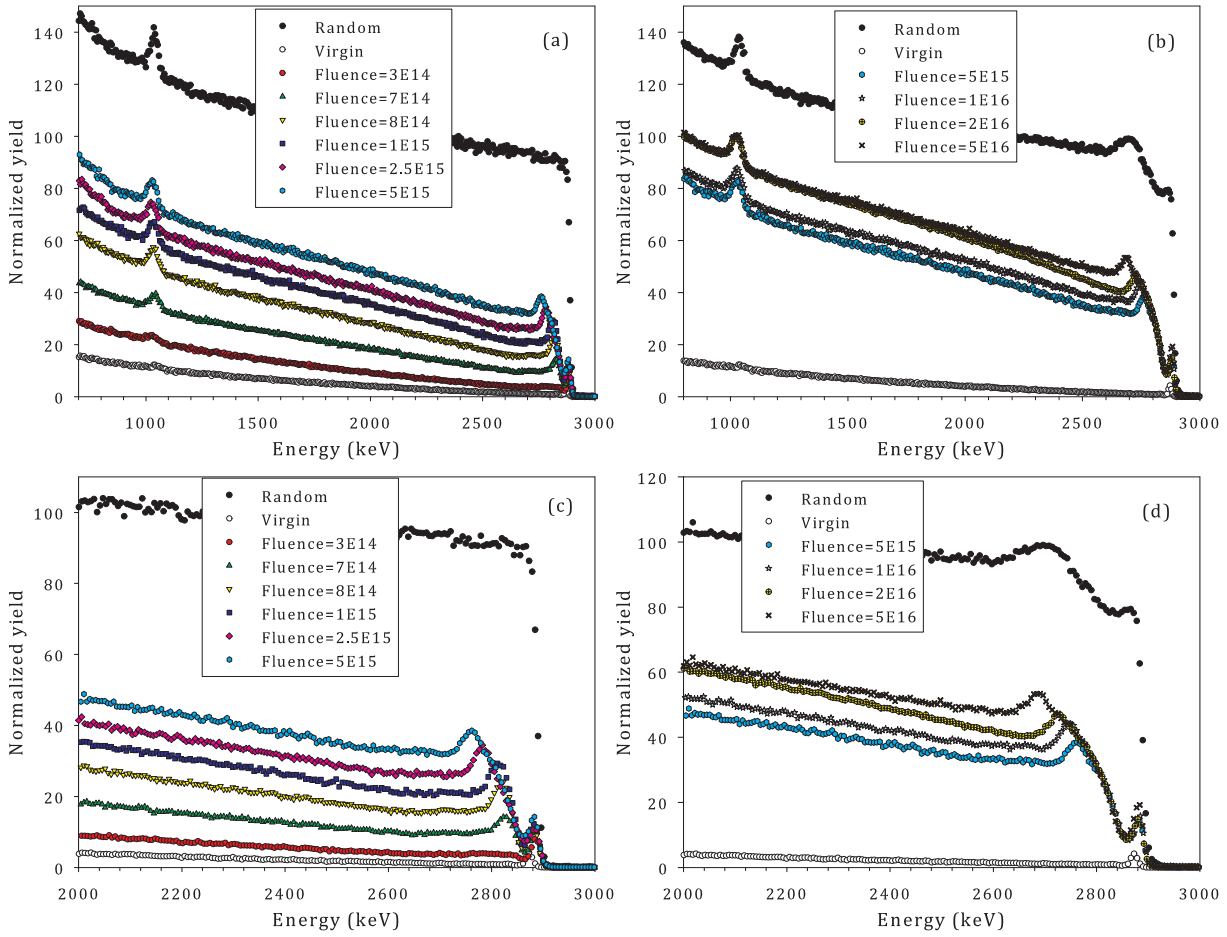 (a)
Normalized yield
140
120
100
80
60
40
20
0
Random
Virgin
Fluence=3E14
Fluence=7E14
Fluence=8E14
Fluence=1E15
Fluence=2.5E15
Fluence=5E15
1000 1500 2000 2500 3000
Energy (keV)
(b)
Normalized yield
140
120
100
80
60
40
20
0
Random
Virgin
Fluence=5E15
Fluence=1E16
Fluence=2E16
Fluence=5E16
1000 1500 2000 2500 3000
Energy (keV)
(c)
Normalized yield
100
80
60
40
20
0
Random
Virgin
Fluence=3E14
Fluence=7E14
Fluence=8E14
Fluence=1E15
Fluence=2.5E15
Fluence=5E15
2000 2200 2400 2600 2800 3000
Energy (keV)
(d)
Normalized yield
120
100
80
60
40
20
0
Random
Virgin
Fluence=5E15
Fluence=1E16
Fluence=2E16
Fluence=5E16
2000 2200 2400 2600 2800 3000
Energy (keV)